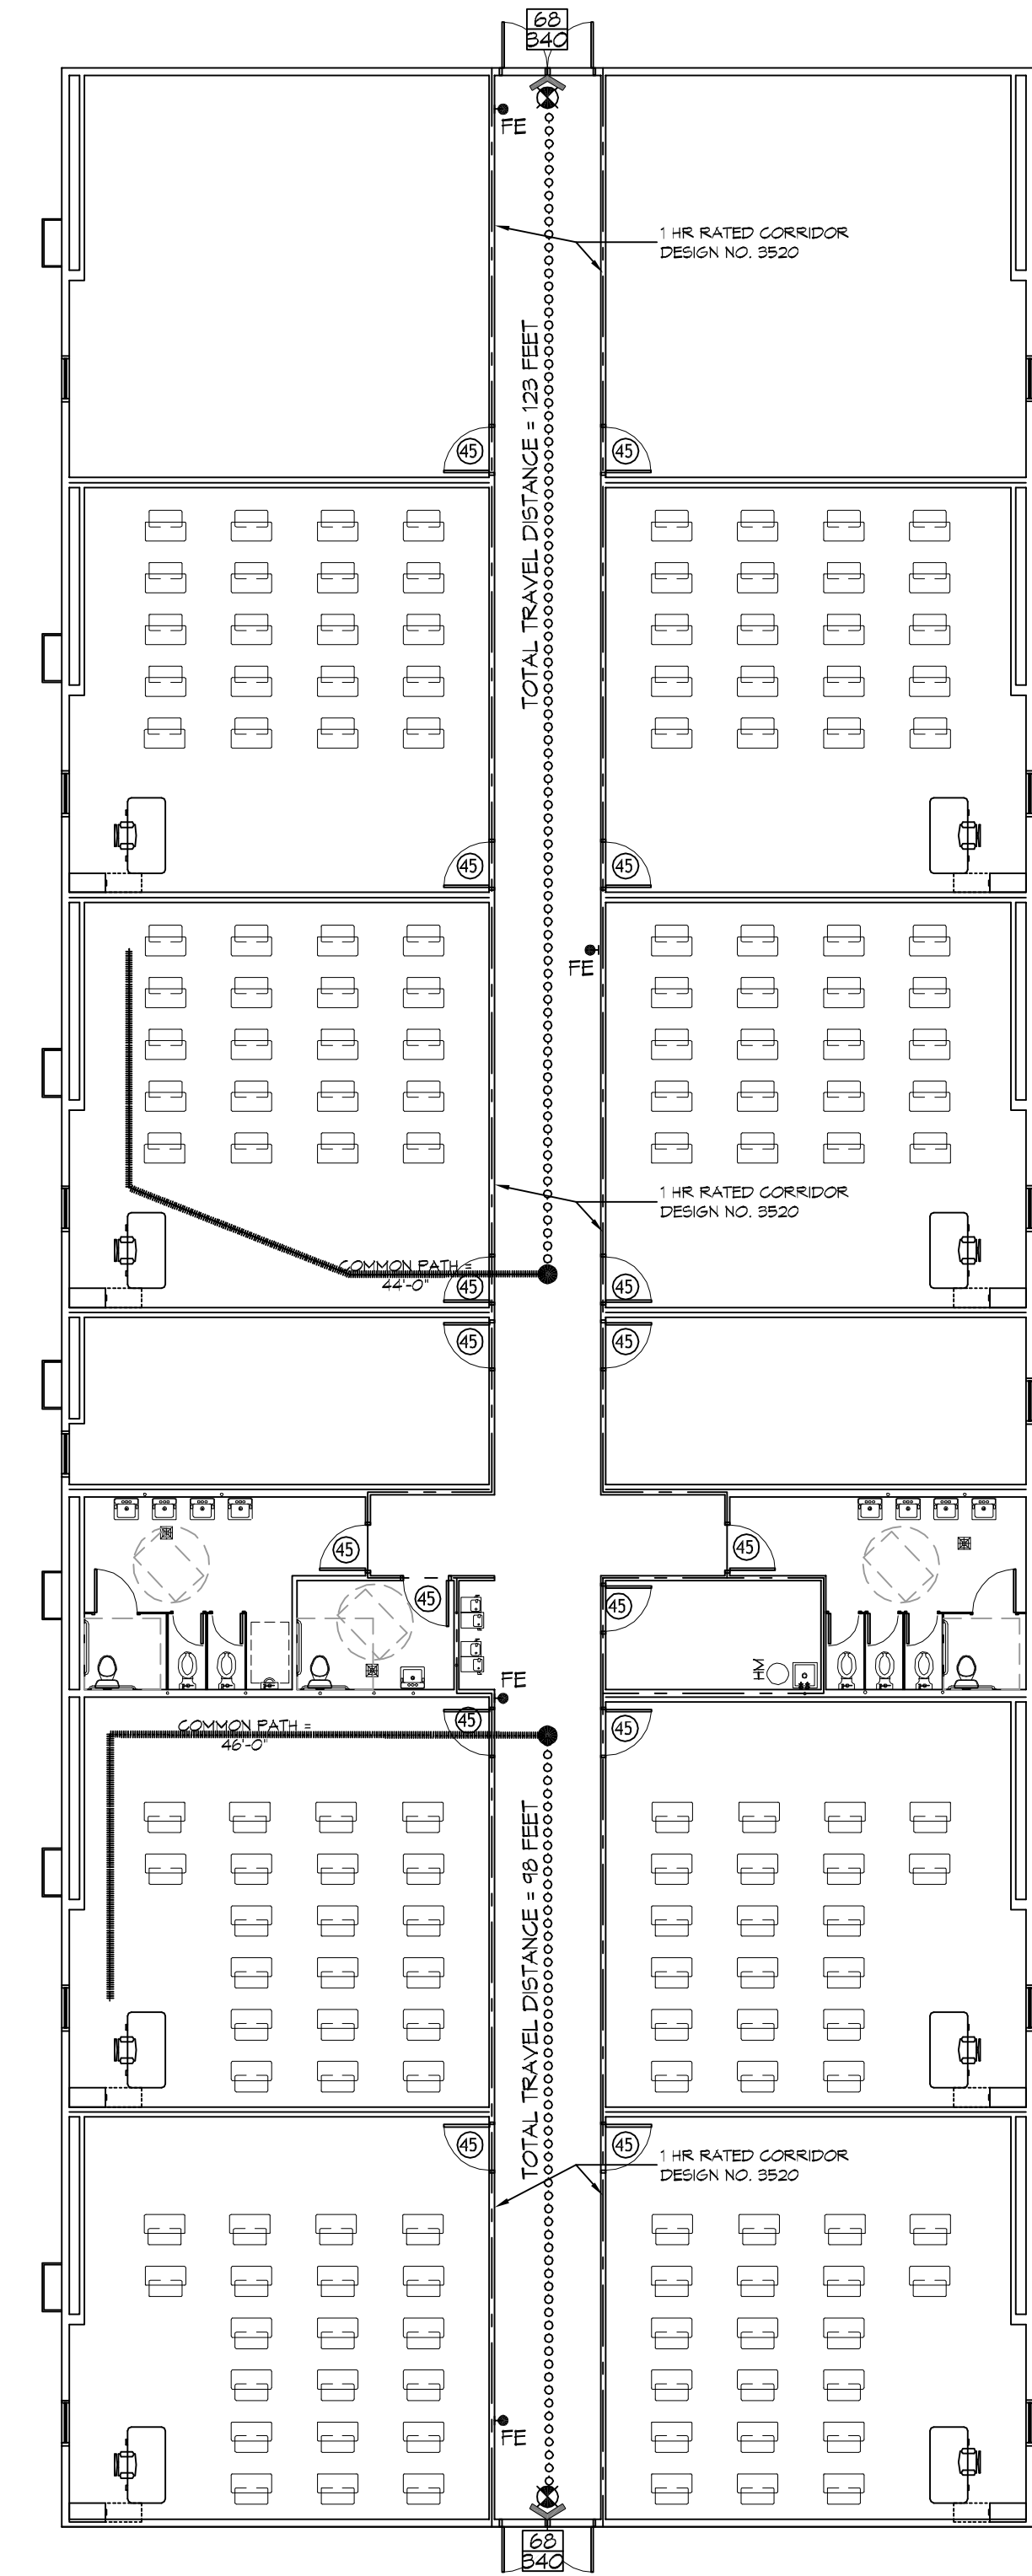 68
340
FE
1 HR RATED CORRIDOR
DESIGN NO. 3520
TOTAL TRAVEL DISTANCE = 123 FEET
45
45
45
45
FE
1 HR RATED CORRIDOR
DESIGN NO. 3520
COMMON PATH =
44'-0"
45
45
45
45
45
45
45
45
HM
FE
COMMON PATH =
46'-0"
45
45
TOTAL TRAVEL DISTANCE = 98 FEET
45
45
1 HR RATED CORRIDOR
DESIGN NO. 3520
FE
68
340